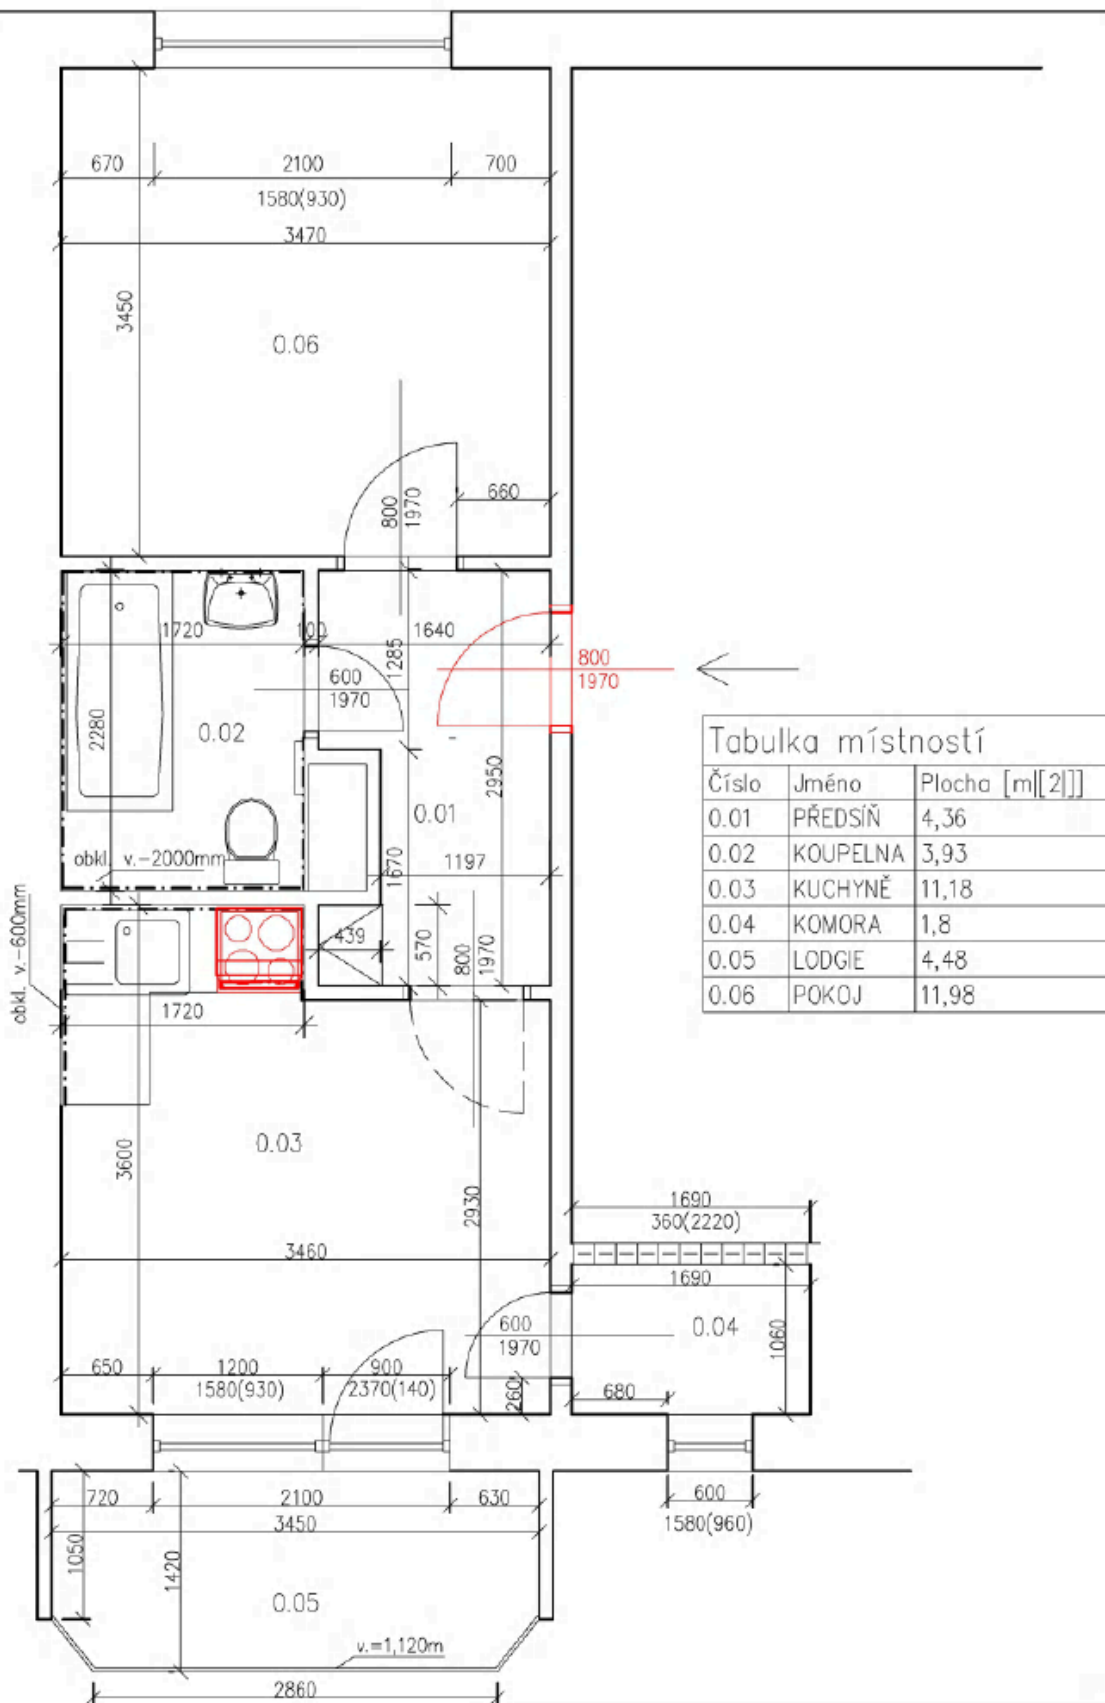 670 2100 700
1580(930)
3470
3450
0.06
800
1970
660
1720 100 1640
1285
600
1970
800
1970
2280
0.02
2950
0.01
obkl. v.-2000mm
1670
1197
obkl. v.-600mm
439
570
800
1970
1720
0.03
3600
2930
3460
1690
360(2220)
1690
0.04
1060
600
1970
650 1200 900
1580(930) 2370(140)
260
680
720 2100 630
3450
600
1580(960)
1050
1420
0.05
v.=1,120m
2860
Tabulka místností
Číslo Jméno Plocha [m|[2|]]
0.01 PŘEDSÍŇ 4,36
0.02 KOUPELNA 3,93
0.03 KUCHYNĚ 11,18
0.04 KOMORA 1,8
0.05 LODGIE 4,48
0.06 POKOJ 11,98